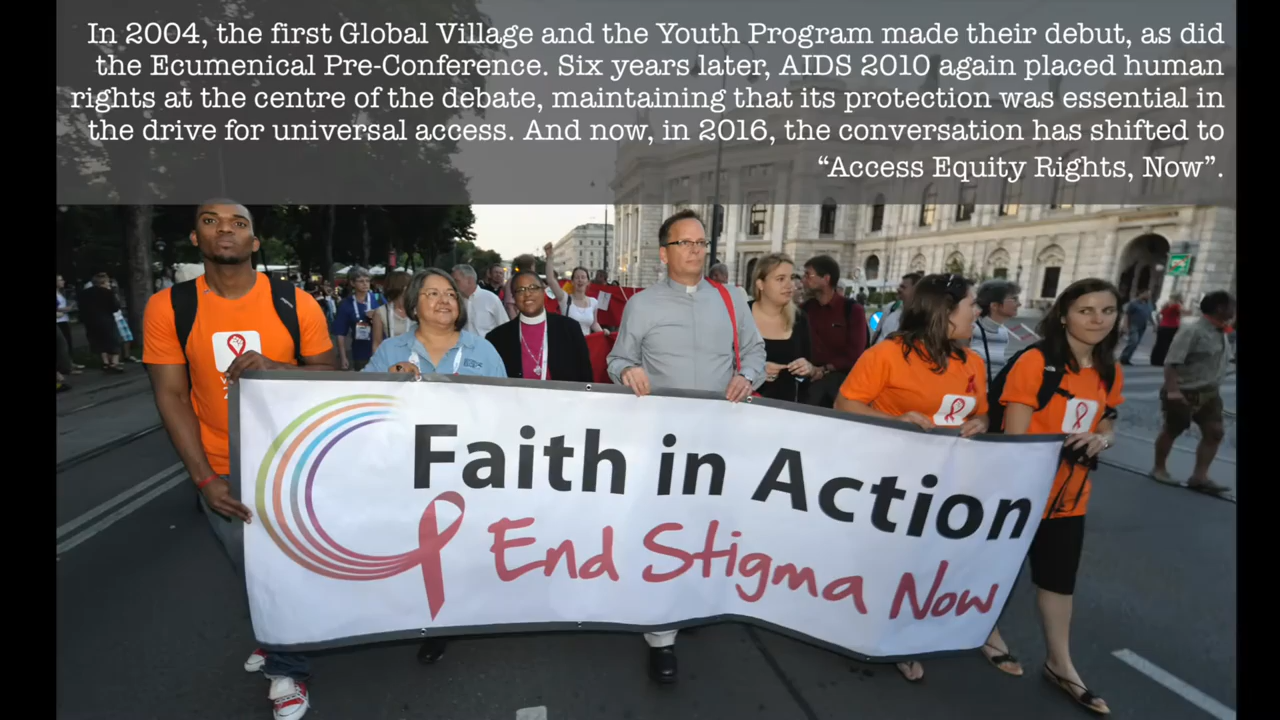 In 2004, the first Global Village and the Youth Program made their debut, as did
the Ecumenical Pre-Conference. Six years later, AIDS 2010 again placed human
rights at the centre of the debate, maintaining that its protection was essential in
the drive for universal access. And now, in 2016, the conversation has shifted to
“Access Equity Rights, Now”.
Faith in Action
End Stigma Now